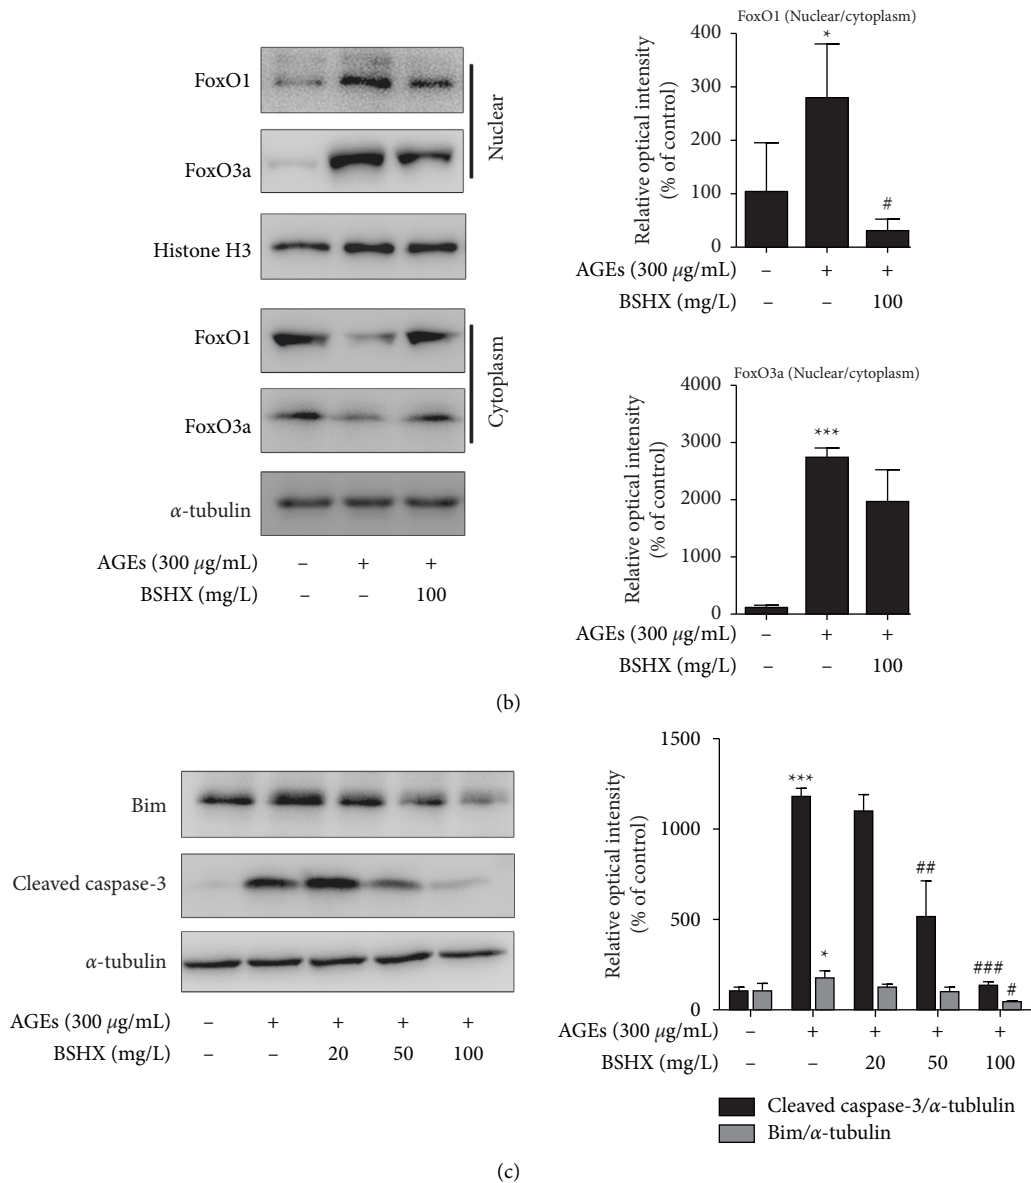 FoxO1
FoxO3a
Nuclear
Histone H3
FoxO1
FoxO3a
Cytoplasm
α-tubulin
AGEs (300 μg/mL) – + +
BSHX (mg/L) – – 100
FoxO1 (Nuclear/cytoplasm)
Relative optical intensity
(% of control)
400
300
200
100
0
*
#
AGEs (300 μg/mL) – + +
BSHX (mg/L) – – 100
FoxO3a (Nuclear/cytoplasm)
Relative optical intensity
(% of control)
4000
3000
2000
1000
0
***
AGEs (300 μg/mL) – + +
BSHX (mg/L) – – 100
(b)
Bim
Cleaved caspase-3
α-tubulin
AGEs (300 μg/mL) – + + + +
BSHX (mg/L) – – 20 50 100
Relative optical intensity
(% of control)
1500
1000
500
0
***
*
##
###
#
AGEs (300 μg/mL) – + + + +
BSHX (mg/L) – – 20 50 100
Cleaved caspase-3/α-tublulin
Bim/α-tubulin
(c)